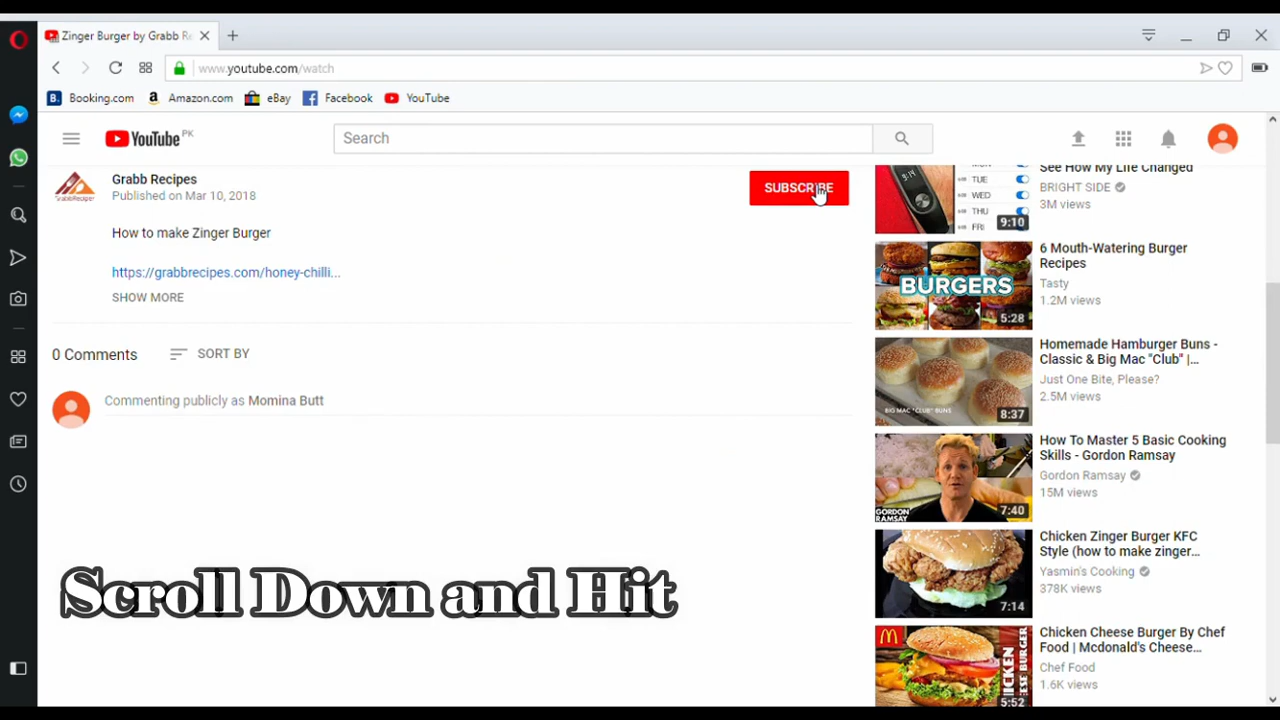 Zinger Burger by Grabb Re
www.youtube.com/watch
Booking.com
Amazon.com
eBay
Facebook
YouTube
YouTube PK
Search
Grabb Recipes
Published on Mar 10, 2018
SUBSCRIBE
How to make Zinger Burger
https://grabbrecipes.com/honey-chilli...
SHOW MORE
0 Comments
SORT BY
Commenting publicly as Momina Butt
Scroll Down and Hit
TUE
WED
THU
FRI
9:10
See How My Life Changed
BRIGHT SIDE
3M views
BURGERS
5:28
6 Mouth-Watering Burger
Recipes
Tasty
1.2M views
BIG MAC "CLUB" BUNS
8:37
Homemade Hamburger Buns -
Classic & Big Mac "Club" |...
Just One Bite, Please?
2.5M views
GORDON
RAMSAY
7:40
How To Master 5 Basic Cooking
Skills - Gordon Ramsay
Gordon Ramsay
15M views
7:14
Chicken Zinger Burger KFC
Style (how to make zinger...
Yasmin's Cooking
378K views
5:52
Chicken Cheese Burger By Chef
Food | Mcdonald's Cheese...
Chef Food
1.6K views